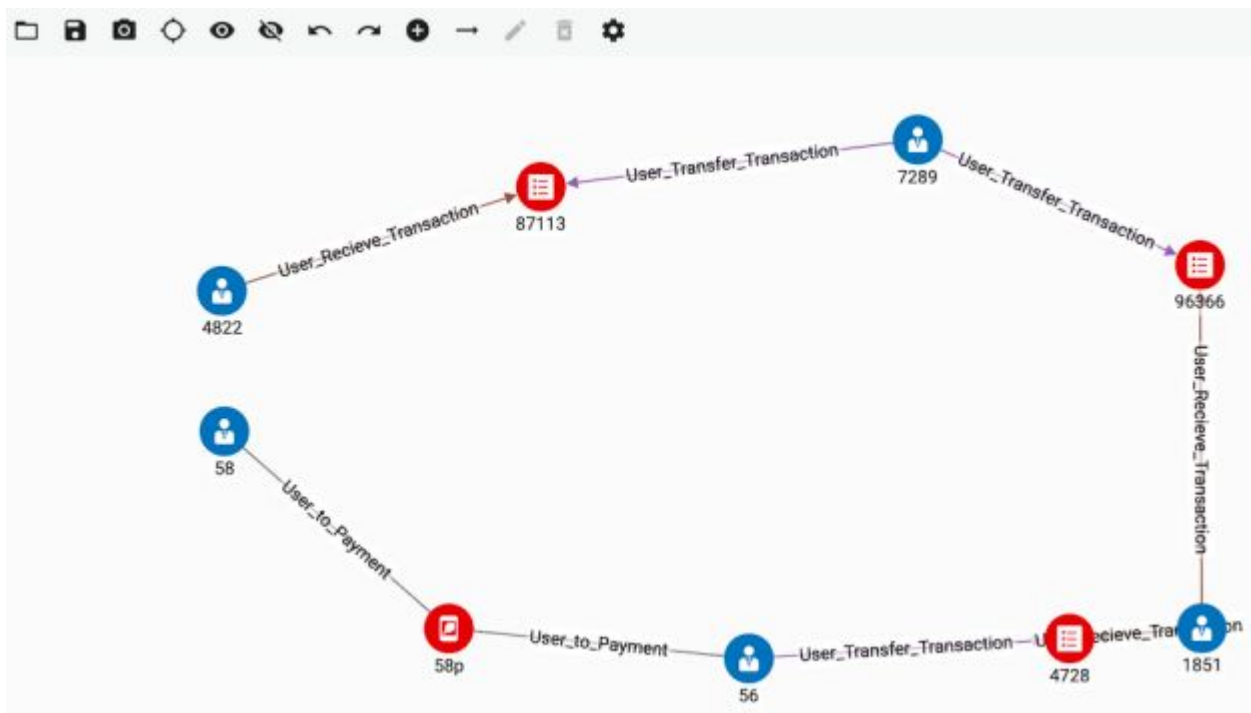 User_Transfer_Transaction
7289
User_Transfer_Transaction
87113
User_Recieve_Transaction
96366
4822
User_Recieve_Transaction
58
User_to_Payment
User_to_Payment
58p
User_Transfer_Transaction
56
4728
1851